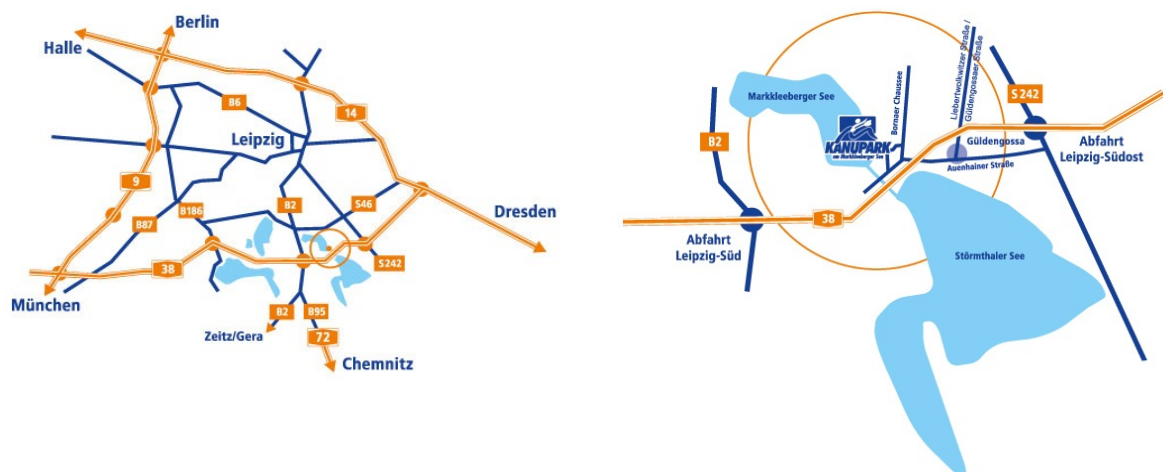 Berlin
Halle
B6
14
Leipzig
9
B87
B186
B2
S46
Dresden
38
S242
München
B2
B95
Zeitz/Gera
72
Chemnitz
Markkleeberger See
Bornaer Chaussee
Liebertwolkwitzer Straße /
Güldengossaer Straße
S 242
B2
KANUPARK
am Markkleeberger See
Güldengossa
Auenhainer Straße
Abfahrt
Leipzig-Südost
38
Abfahrt
Leipzig-Süd
Störmthaler See